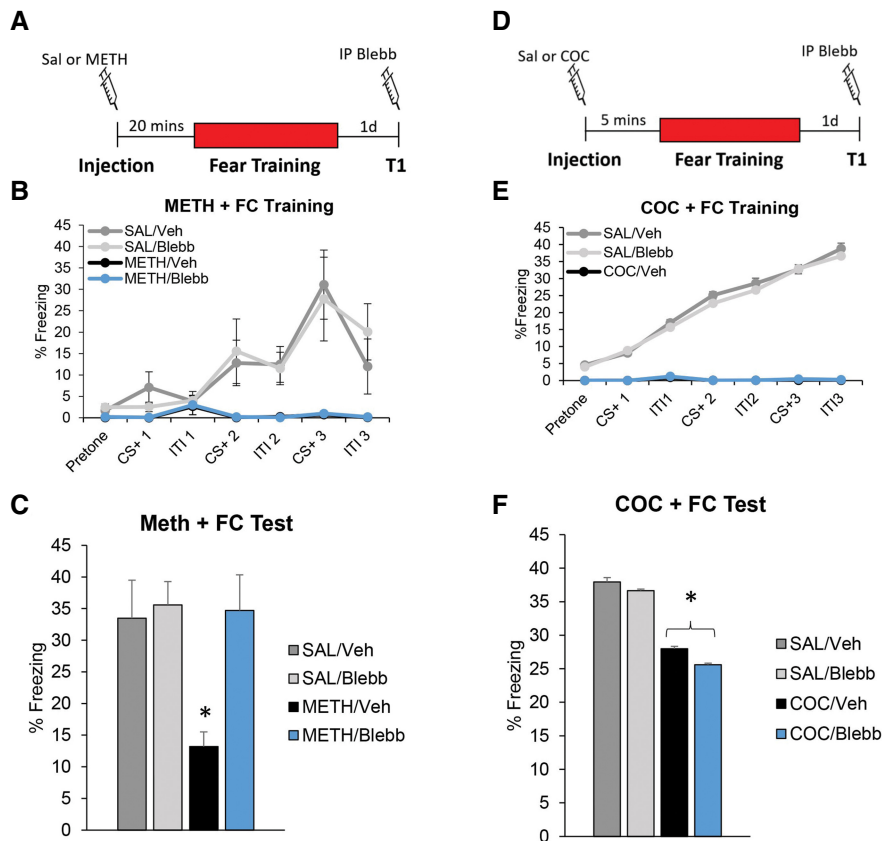 A
Sal or METH
IP Blebb
20 mins
1d
Injection
Fear Training
T1
B
METH + FC Training
SAL/Veh
SAL/Blebb
METH/Veh
METH/Blebb
% Freezing
45
40
35
30
25
20
15
10
5
0
Pretone
CS+ 1
ITI 1
CS+ 2
ITI 2
CS+ 3
ITI 3
C
Meth + FC Test
% Freezing
45
40
35
30
25
20
15
10
5
0
*
SAL/Veh
SAL/Blebb
METH/Veh
METH/Blebb
D
Sal or COC
IP Blebb
5 mins
1d
Injection
Fear Training
T1
E
COC + FC Training
SAL/Veh
SAL/Blebb
COC/Veh
%Freezing
45
40
35
30
25
20
15
10
5
0
Pretone
CS+ 1
ITI1
CS+ 2
ITI2
CS+3
ITI3
F
COC + FC Test
% Freezing
45
40
35
30
25
20
15
10
5
0
*
SAL/Veh
SAL/Blebb
COC/Veh
COC/Blebb